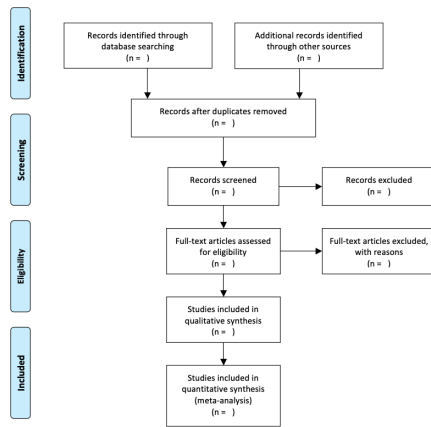 Identification
Records identified through
database searching
(n =   )
Additional records identified
through other sources
(n =   )
Records after duplicates removed
(n =   )
Screening
Records screened
(n =   )
Records excluded
(n =   )
Eligibility
Full-text articles assessed
for eligibility
(n =   )
Full-text articles excluded,
with reasons
(n =   )
Studies included in
qualitative synthesis
(n =   )
Included
Studies included in
quantitative synthesis
(meta-analysis)
(n =   )